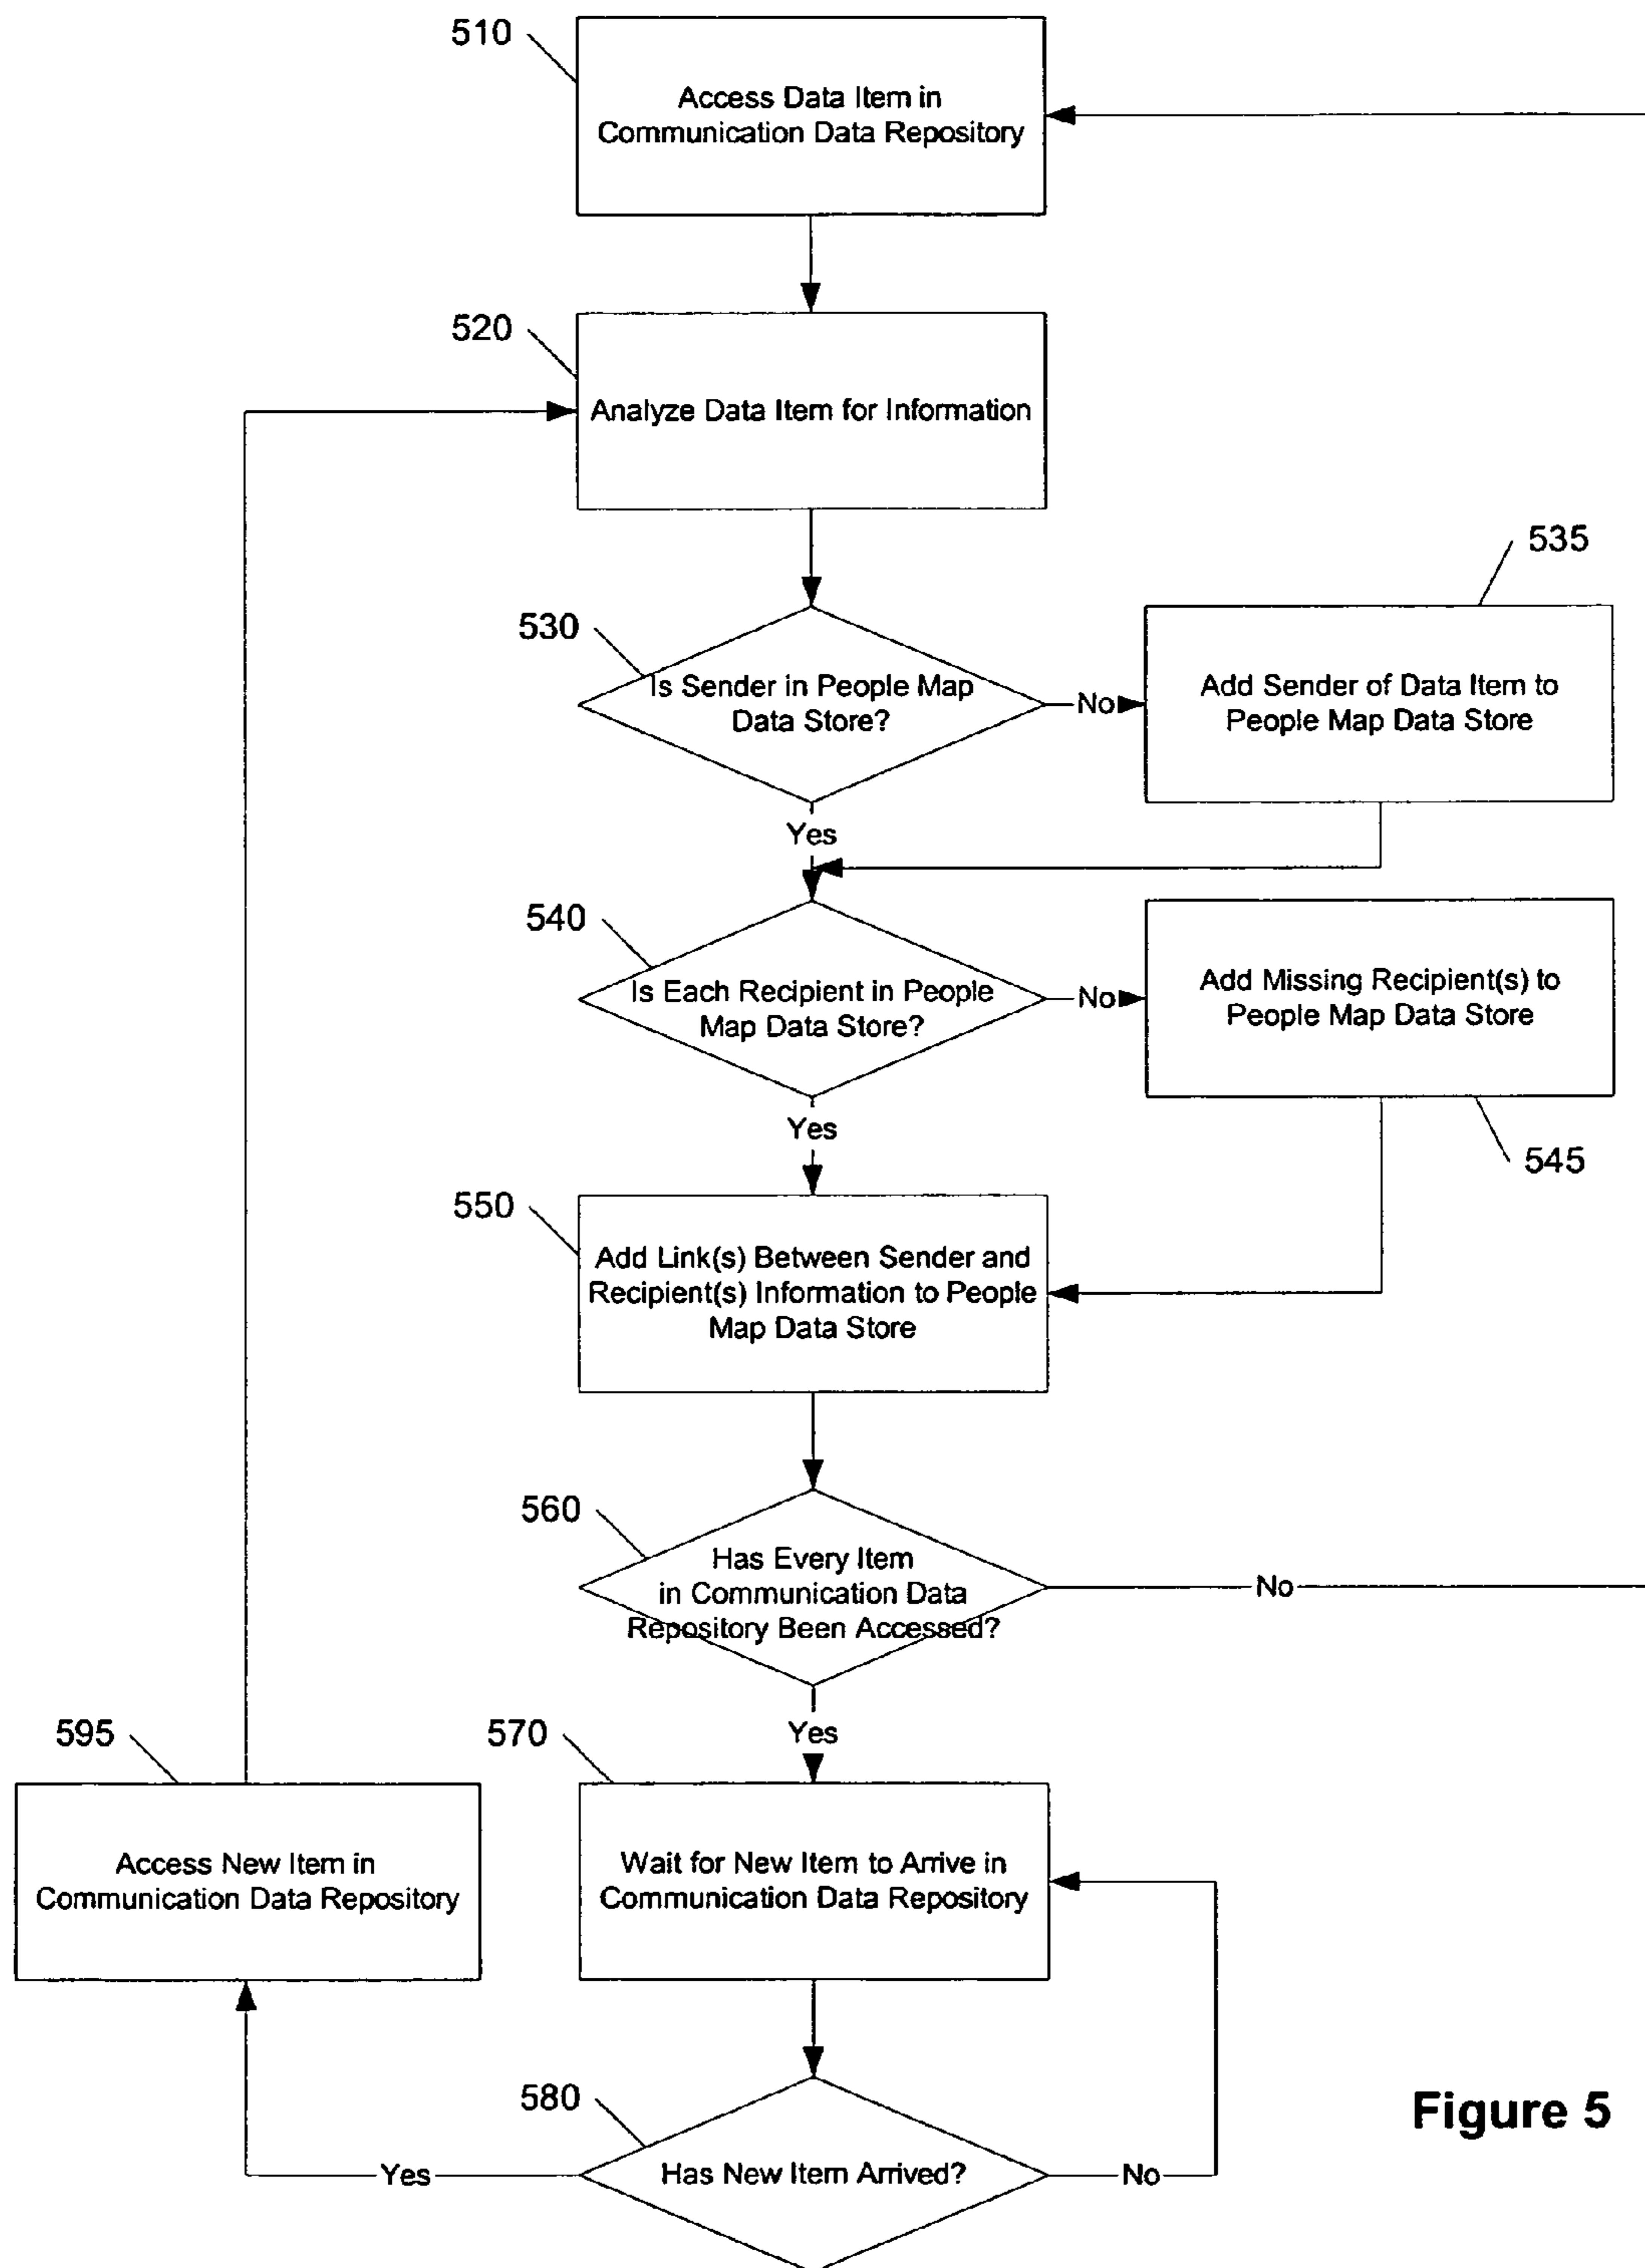 510
Access Data Item in
Communication Data Repository
520
Analyze Data Item for Information
535
530
Is Sender in People Map
Data Store?
No
Add Sender of Data Item to
People Map Data Store
Yes
540
Is Each Recipient in People
Map Data Store?
No
Add Missing Recipient(s) to
People Map Data Store
Yes
545
550
Add Link(s) Between Sender and
Recipient(s) Information to People
Map Data Store
560
Has Every Item
in Communication Data
Repository Been Accessed?
No
Yes
595
570
Access New Item in
Communication Data Repository
Wait for New Item to Arrive in
Communication Data Repository
580
Has New Item Arrived?
Yes
No
Figure 5